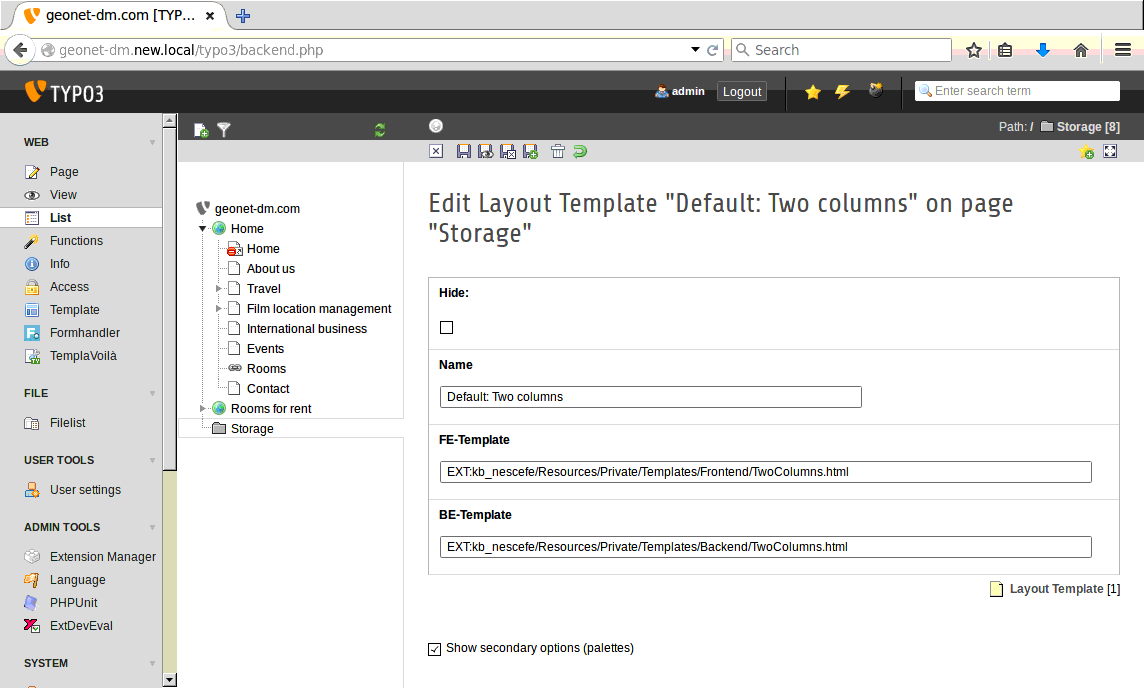 geonet-dm.com [TYP...
geonet-dm.new.local/typo3/backend.php
Search
TYPO3
admin
Logout
Enter search term
Path: / Storage [8]
WEB
Page
View
List
Functions
Info
Access
Template
Formhandler
TemplaVoilà
FILE
Filelist
USER TOOLS
User settings
ADMIN TOOLS
Extension Manager
Language
PHPUnit
ExtDevEval
SYSTEM
geonet-dm.com
Home
Home
About us
Travel
Film location management
International business
Events
Rooms
Contact
Rooms for rent
Storage
Edit Layout Template "Default: Two columns" on page
"Storage"
Hide:
Name
Default: Two columns
FE-Template
EXT:kb_nescefe/Resources/Private/Templates/Frontend/TwoColumns.html
BE-Template
EXT:kb_nescefe/Resources/Private/Templates/Backend/TwoColumns.html
Layout Template [1]
Show secondary options (palettes)